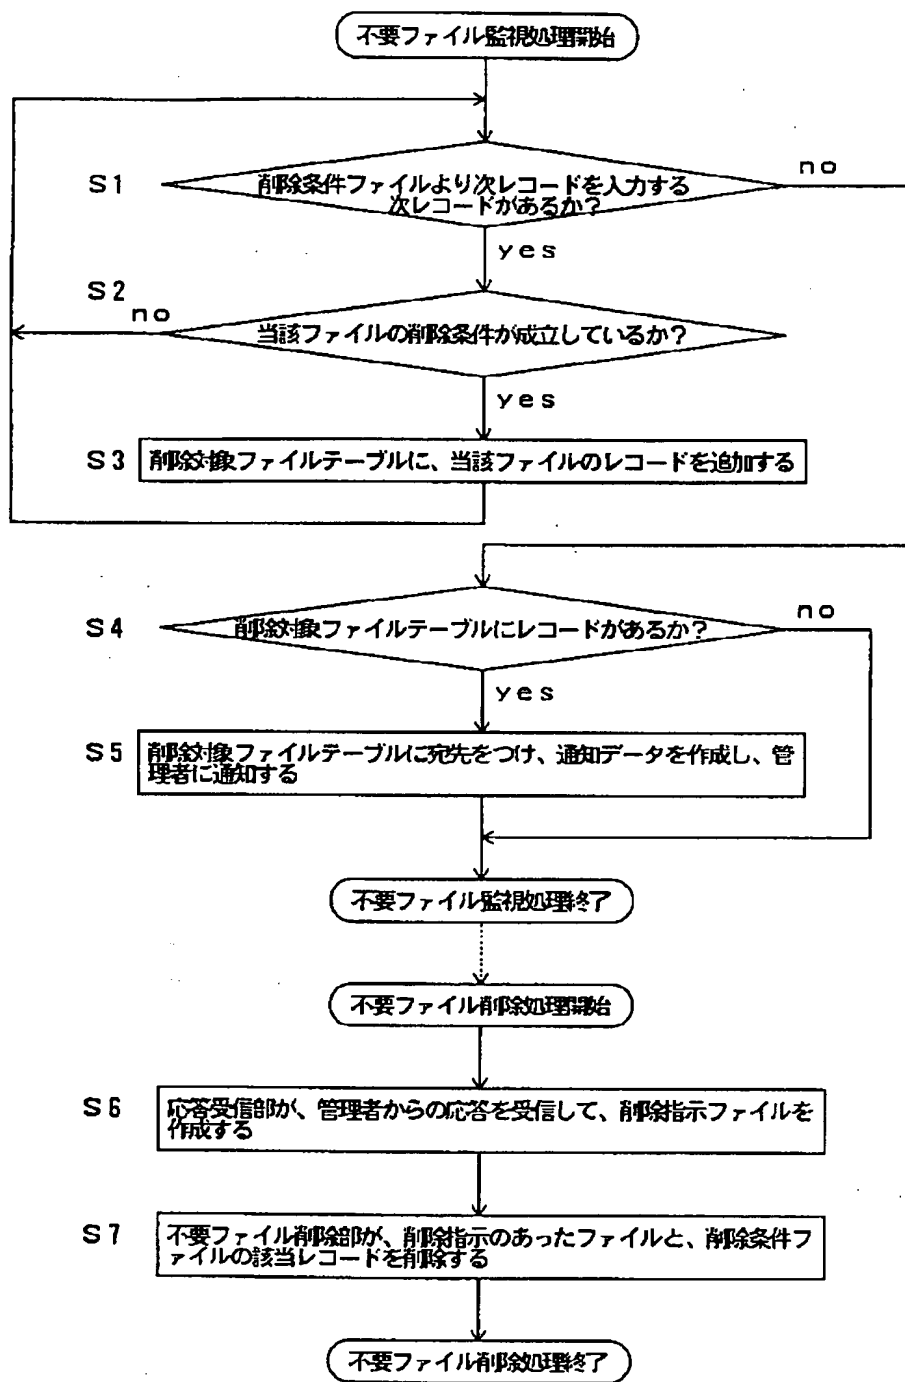 不要ファイル監視処理開始
S1
削除条件ファイルより次レコードを入力する
次レコードがあるか?
no
yes
S2
no
当該ファイルの削除条件が成立しているか?
yes
S3
削除対象ファイルテーブルに、当該ファイルのレコードを追加する
S4
削除対象ファイルテーブルにレコードがあるか?
no
yes
S5
削除対象ファイルテーブルに宛先をつけ、通知データを作成し、管
理者に通知する
不要ファイル監視処理終了
不要ファイル削除処理開始
S6
応答受信部が、管理者からの応答を受信して、削除指示ファイルを
作成する
S7
不要ファイル削除部が、削除指示のあったファイルと、削除条件フ
ァイルの該当レコードを削除する
不要ファイル削除処理終了